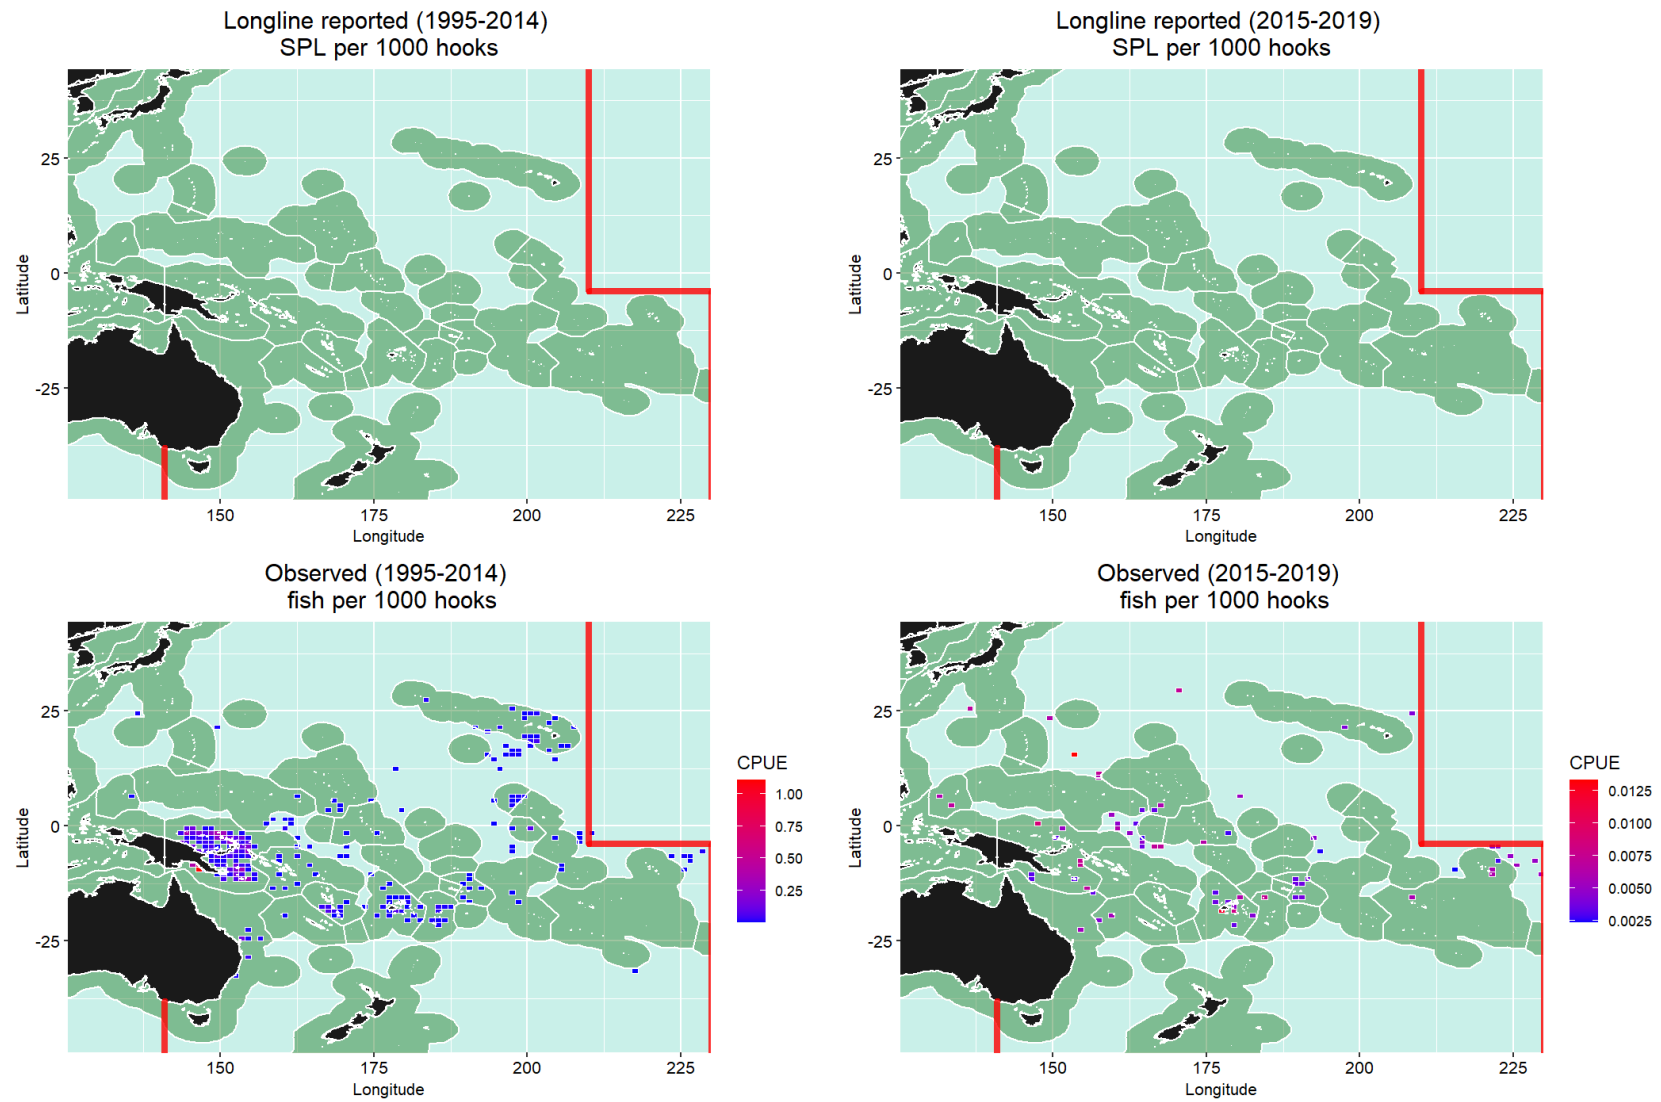 Longline reported (1995-2014)
SPL per 1000 hooks
Latitude
25
0
-25
150
175
200
225
Longitude
Longline reported (2015-2019)
SPL per 1000 hooks
Latitude
25
0
-25
150
175
200
225
Longitude
Observed (1995-2014)
fish per 1000 hooks
Latitude
25
0
-25
150
175
200
225
Longitude
CPUE
1.00
0.75
0.50
0.25
Observed (2015-2019)
fish per 1000 hooks
Latitude
25
0
-25
150
175
200
225
Longitude
CPUE
0.0125
0.0100
0.0075
0.0050
0.0025